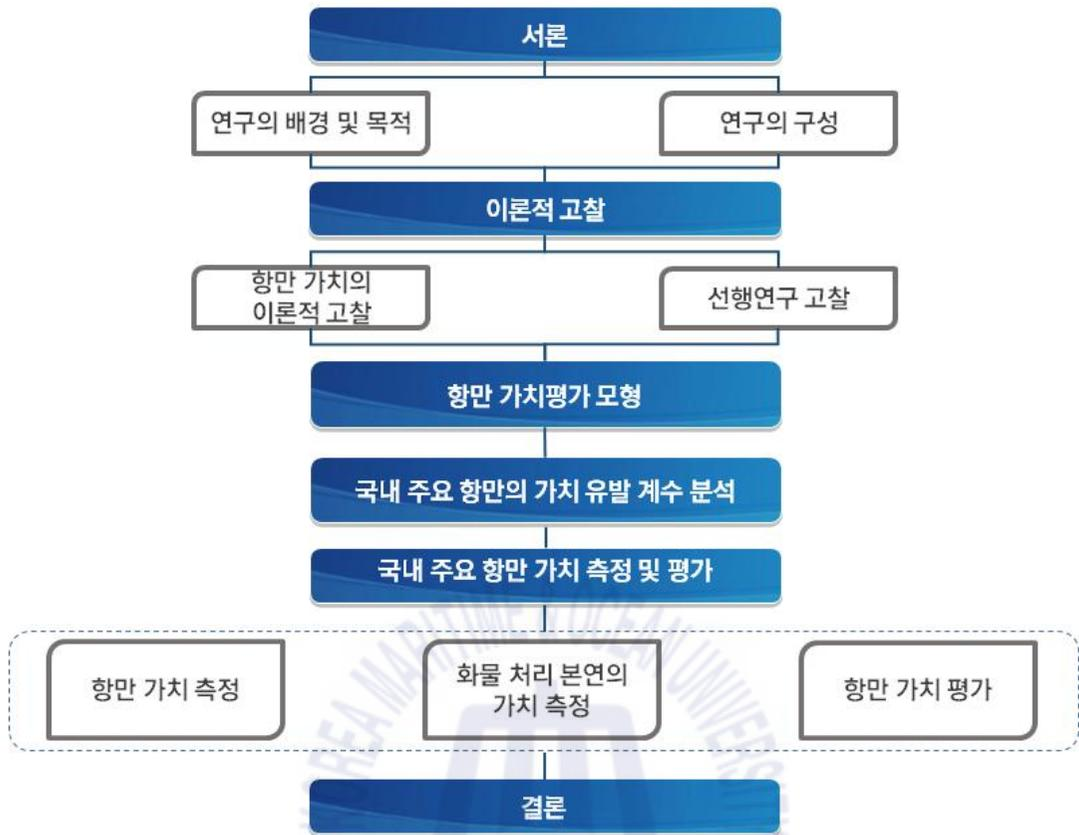 서론
연구의 배경 및 목적
연구의 구성
이론적 고찰
항만 가치의
이론적 고찰
선행연구 고찰
항만 가치평가 모형
국내 주요 항만의 가치 유발 계수 분석
국내 주요 항만 가치 측정 및 평가
항만 가치 측정
화물 처리 본연의
가치 측정
항만 가치 평가
KOREA MARITIME & OCEAN UNIVERSITY
결론